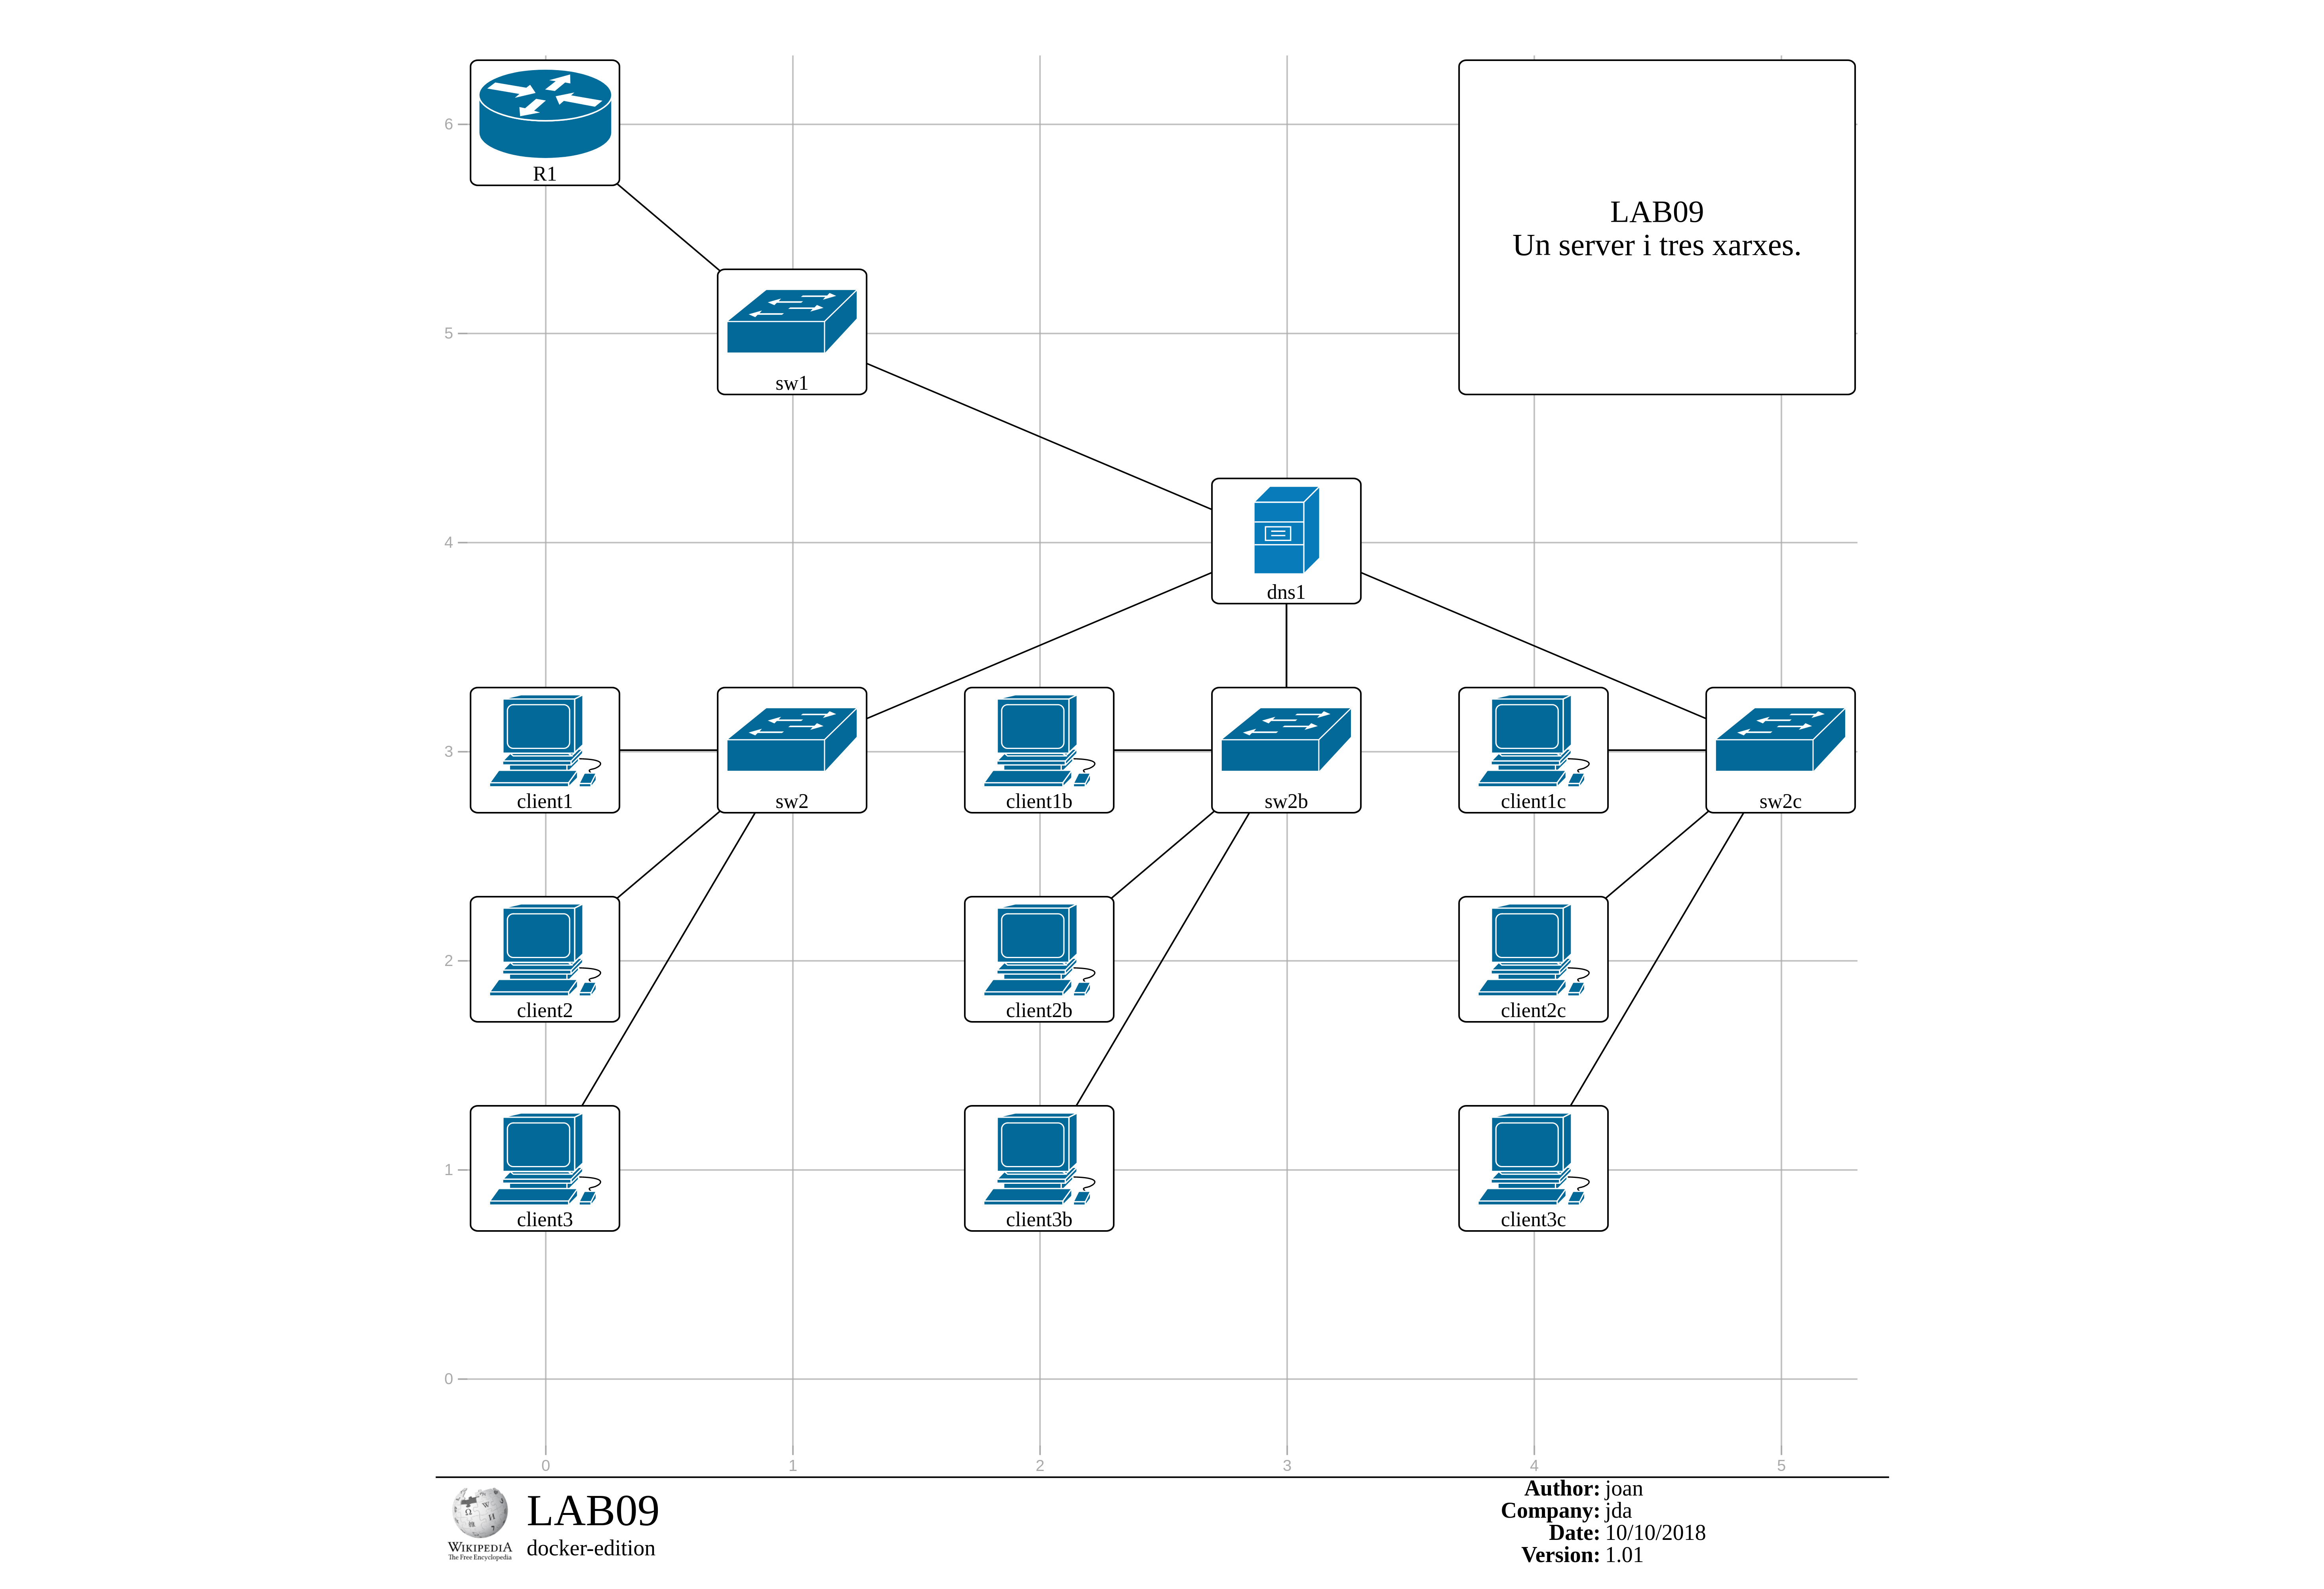 6
R1
LAB09
Un server i tres xarxes.
5
sw1
4
dns1
3
client1
sw2
client1b
sw2b
client1c
sw2c
2
client2
client2b
client2c
1
client3
client3b
client3c
0
0 1 2 3 4 5
WIKIPEDIA
The Free Encyclopedia
LAB09
docker-edition
Author: joan
Company: jda
Date: 10/10/2018
Version: 1.01